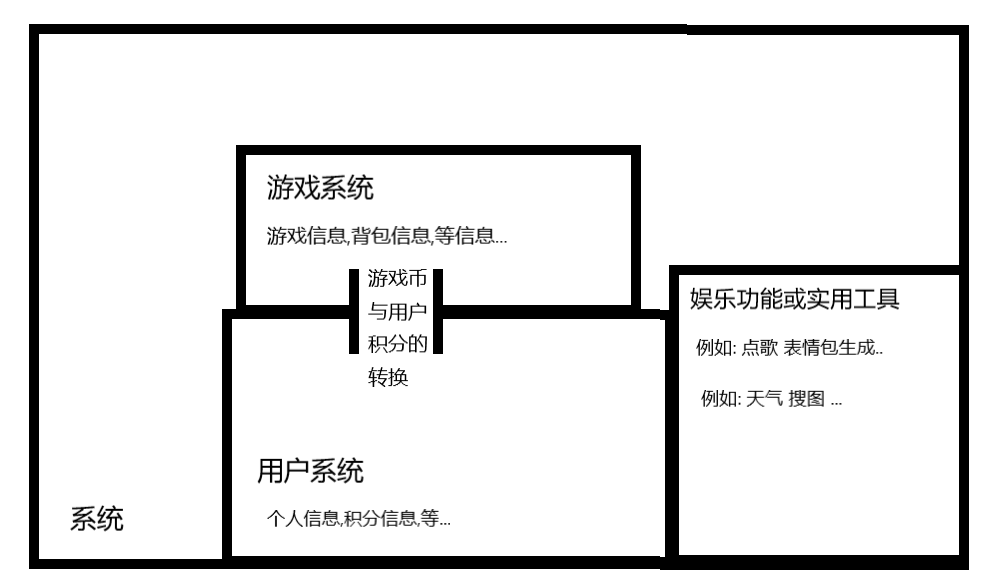 游戏系统
游戏信息,背包信息,等信息...
游戏币
与用户
积分的
转换
娱乐功能或实用工具
例如: 点歌 表情包生成..
例如: 天气 搜图 ...
用户系统
个人信息,积分信息,等...
系统